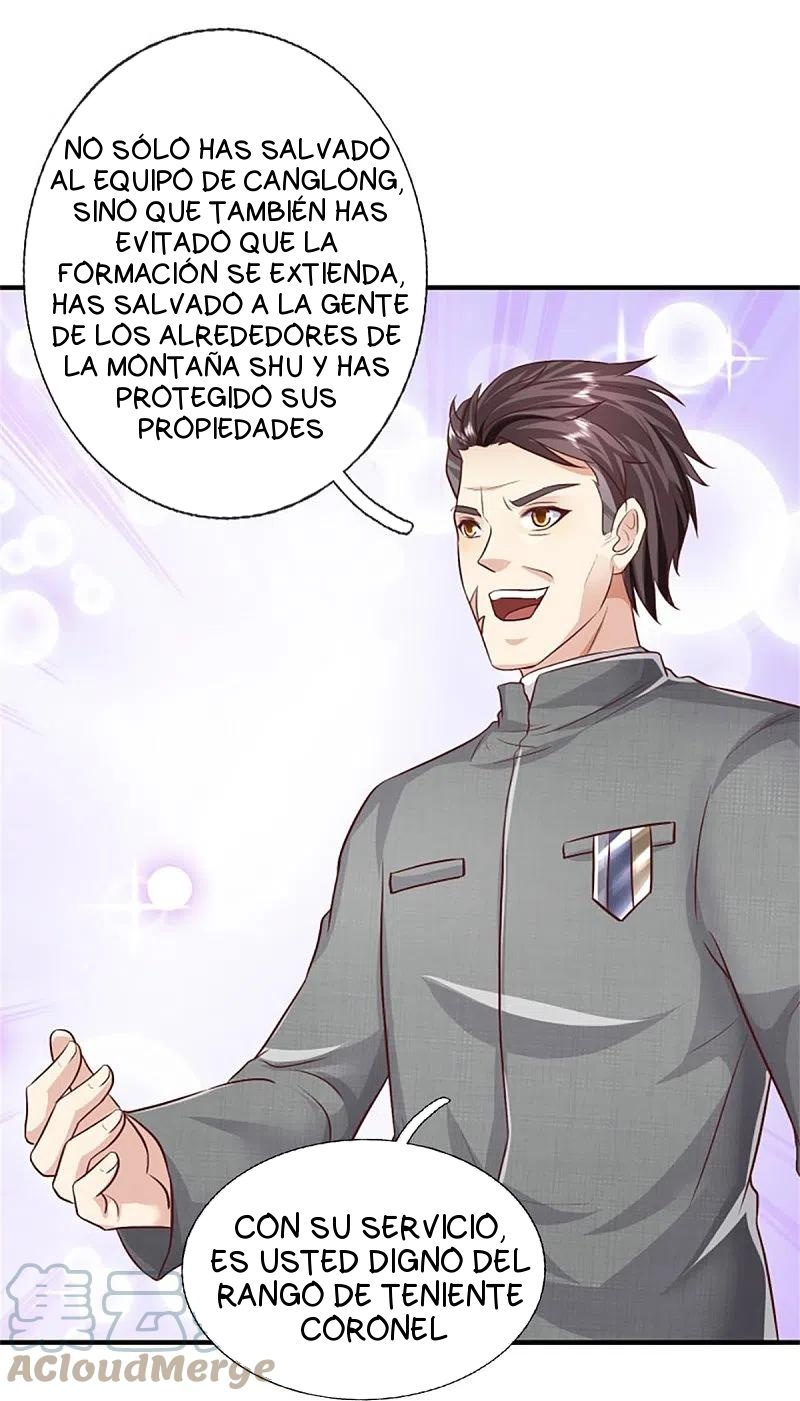 NO SÓLO HAS SALVADO
AL EQUIPO DE CANGLONG,
SINO QUE TAMBIÉN HAS
EVITADO QUE LA
FORMACIÓN SE EXTIENDA,
HAS SALVADO A LA GENTE
DE LOS ALREDEDORES DE
LA MONTAÑA SHU Y HAS
PROTEGIDO SUS
PROPIEDADES
CON SU SERVICIO,
ES USTED DIGNO DEL
RANGO DE TENIENTE
CORONEL
集云
ACloudMerge